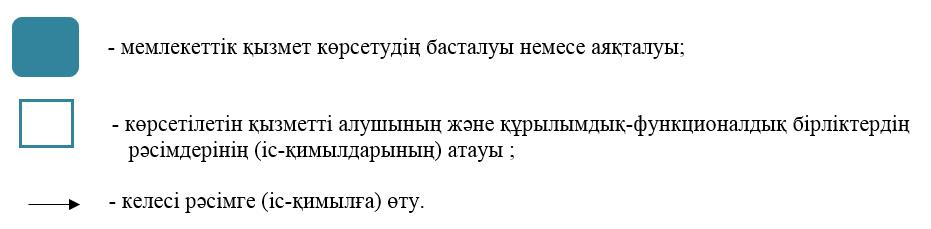 - мемлекеттік қызмет көрсетудің басталуы немесе аяқталуы;
- көрсетілетін қызметті алушының және құрылымдық-функционалдық бірліктердің
рәсімдерінің (іс-қимылдарының) атауы ;
- келесі рәсімге (іс-қимылға) өту.